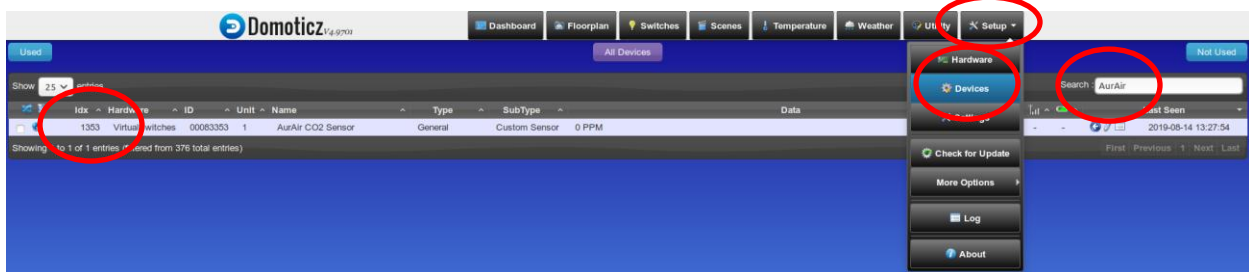 Domoticz V4.9701
Dashboard Floorplan Switches Scenes Temperature Weather Utility Setup
Used All Devices Not Used
Hardware
Show 25 entries Search : AurAir
Devices
Idx Hardware ID Unit Name Type SubType Data Last Seen
1353 VirtualSwitches 00083353 1 AurAir CO2 Sensor General Custom Sensor 0 PPM - - 2019-08-14 13:27:54
Settings
Showing 1 to 1 of 1 entries (filtered from 376 total entries) First Previous 1 Next Last
Check for Update
More Options
Log
About